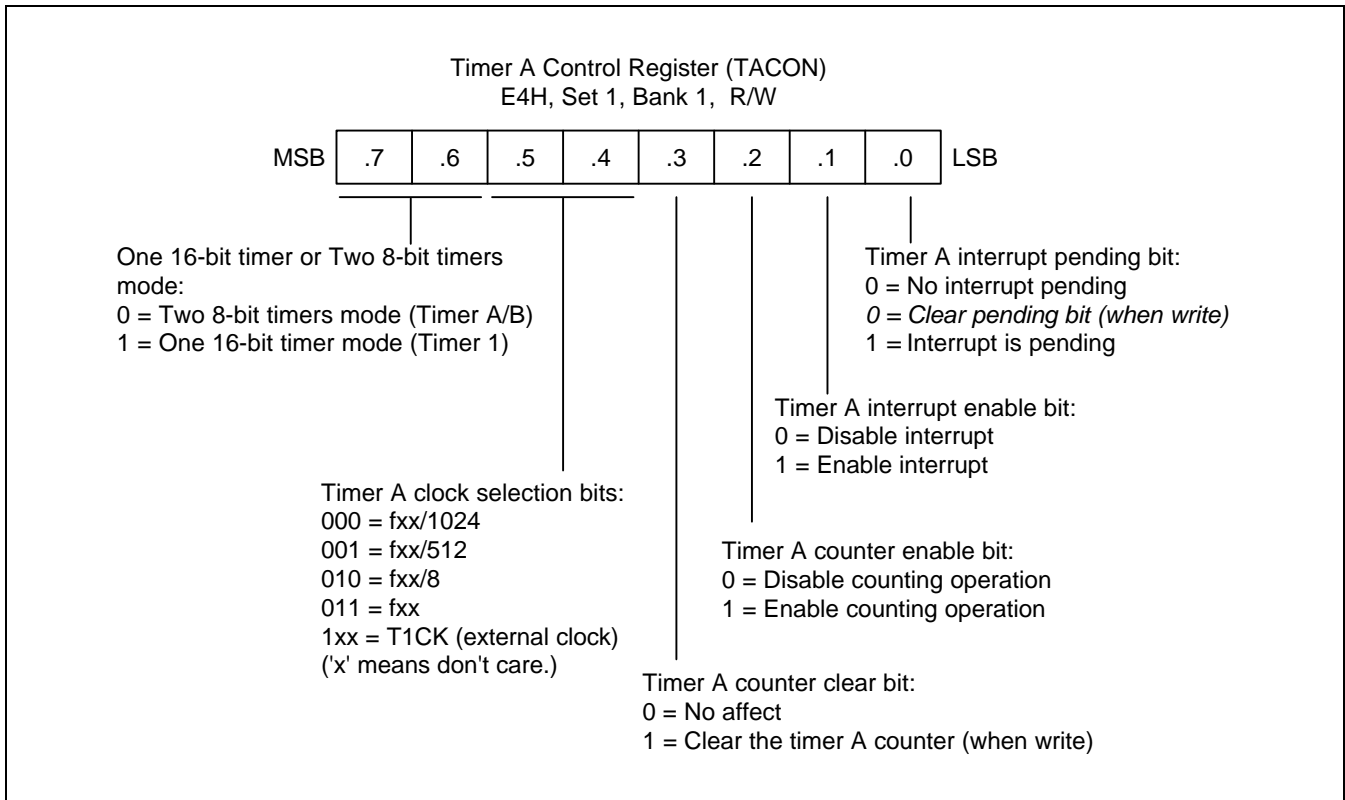 Timer A Control Register (TACON)
E4H, Set 1, Bank 1, R/W
MSB .7 .6 .5 .4 .3 .2 .1 .0 LSB
One 16-bit timer or Two 8-bit timers
mode:
0 = Two 8-bit timers mode (Timer A/B)
1 = One 16-bit timer mode (Timer 1)
Timer A interrupt pending bit:
0 = No interrupt pending
0 = Clear pending bit (when write)
1 = Interrupt is pending
Timer A interrupt enable bit:
0 = Disable interrupt
1 = Enable interrupt
Timer A clock selection bits:
000 = fxx/1024
001 = fxx/512
010 = fxx/8
011 = fxx
1xx = T1CK (external clock)
('x' means don't care.)
Timer A counter enable bit:
0 = Disable counting operation
1 = Enable counting operation
Timer A counter clear bit:
0 = No affect
1 = Clear the timer A counter (when write)